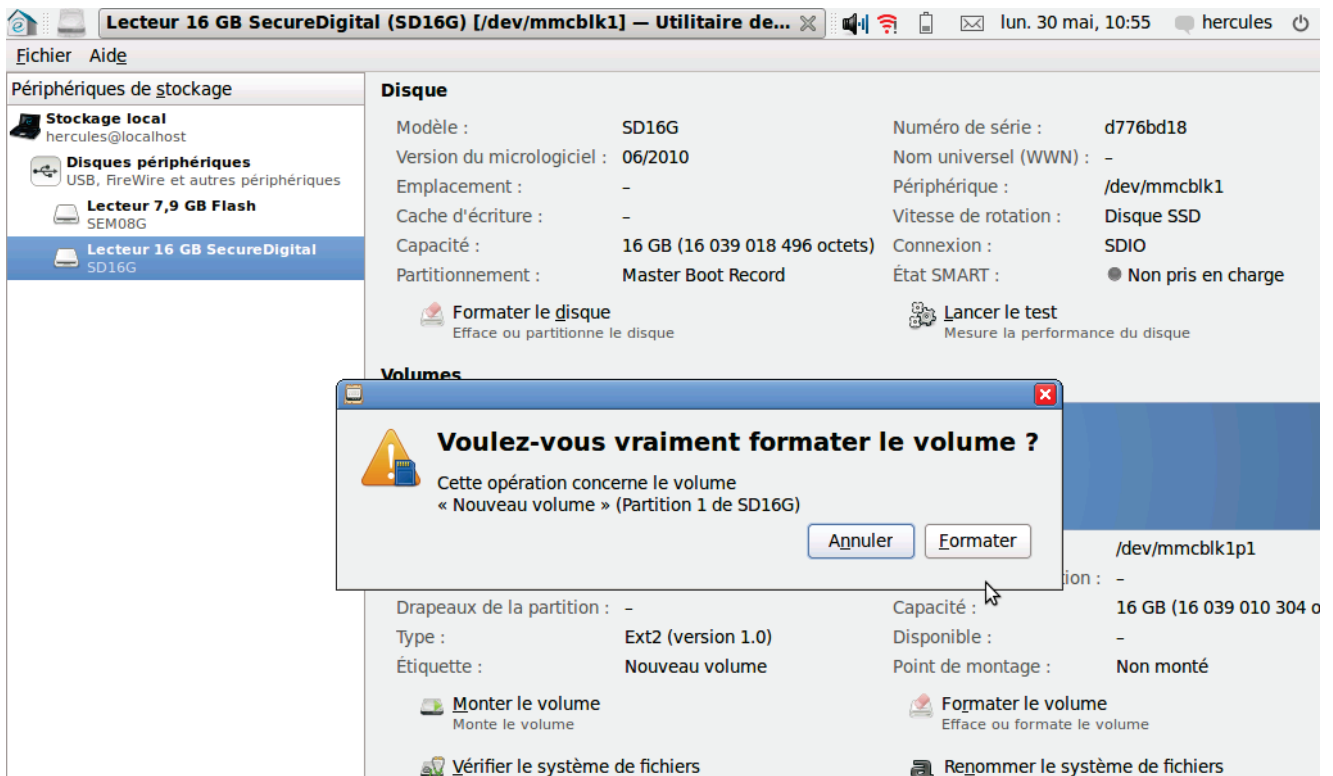 Lecteur 16 GB SecureDigital (SD16G) [/dev/mmcblk1] — Utilitaire de... lun. 30 mai, 10:55 hercules
Fichier Aide
Périphériques de stockage
Stockage local
hercules@localhost
Disques périphériques
USB, FireWire et autres périphériques
Lecteur 7,9 GB Flash
SEM08G
Lecteur 16 GB SecureDigital
SD16G
Disque
Modèle : SD16G Numéro de série : d776bd18
Version du micrologiciel : 06/2010 Nom universel (WWN) : –
Emplacement : – Périphérique : /dev/mmcblk1
Cache d'écriture : – Vitesse de rotation : Disque SSD
Capacité : 16 GB (16 039 018 496 octets) Connexion : SDIO
Partitionnement : Master Boot Record État SMART : Non pris en charge
Formater le disque Lancer le test
Efface ou partitionne le disque Mesure la performance du disque
Volumes
Voulez-vous vraiment formater le volume ?
Cette opération concerne le volume
« Nouveau volume » (Partition 1 de SD16G)
Annuler Formater
/dev/mmcblk1p1
ion : –
Drapeaux de la partition : – Capacité : 16 GB (16 039 010 304 o
Type : Ext2 (version 1.0) Disponible : –
Étiquette : Nouveau volume Point de montage : Non monté
Monter le volume Formater le volume
Monte le volume Efface ou formate le volume
Vérifier le système de fichiers Renommer le système de fichiers